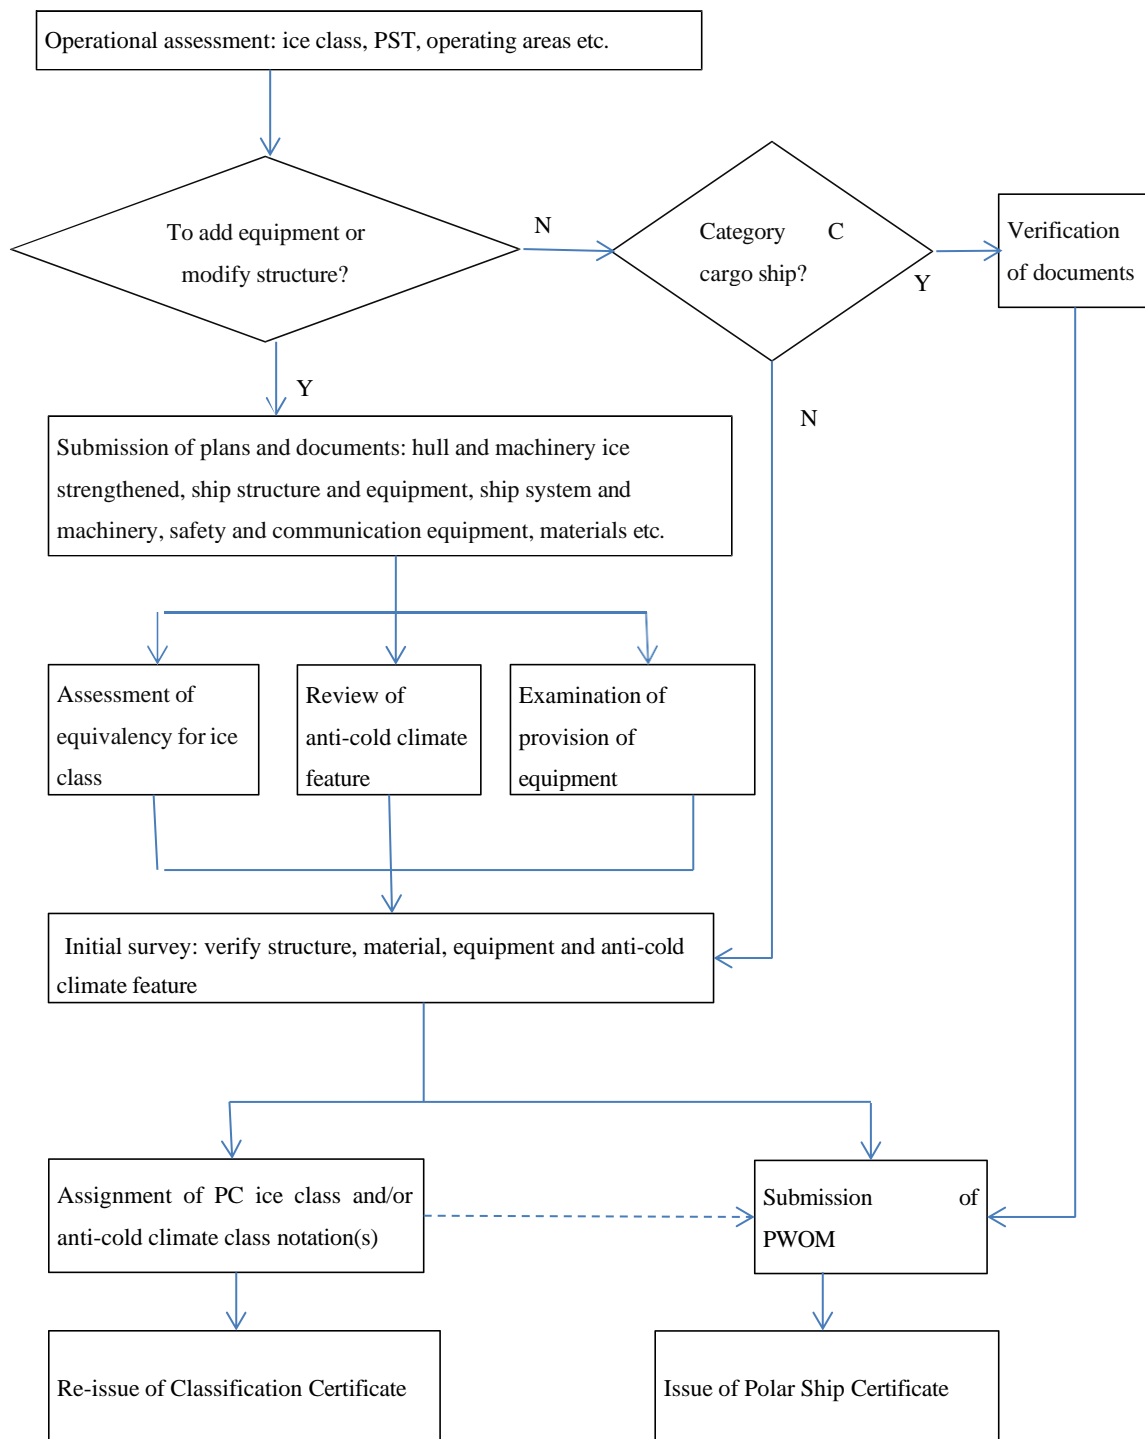 Operational assessment: ice class, PST, operating areas etc.
To add equipment or
modify structure?
N
Category C
cargo ship?
Y
Verification
of documents
Y
N
Submission of plans and documents: hull and machinery ice
strengthened, ship structure and equipment, ship system and
machinery, safety and communication equipment, materials etc.
Assessment of
equivalency for ice
class
Review of
anti-cold climate
feature
Examination of
provision of
equipment
Initial survey: verify structure, material, equipment and anti-cold
climate feature
Assignment of PC ice class and/or
anti-cold climate class notation(s)
Submission of
PWOM
Re-issue of Classification Certificate
Issue of Polar Ship Certificate